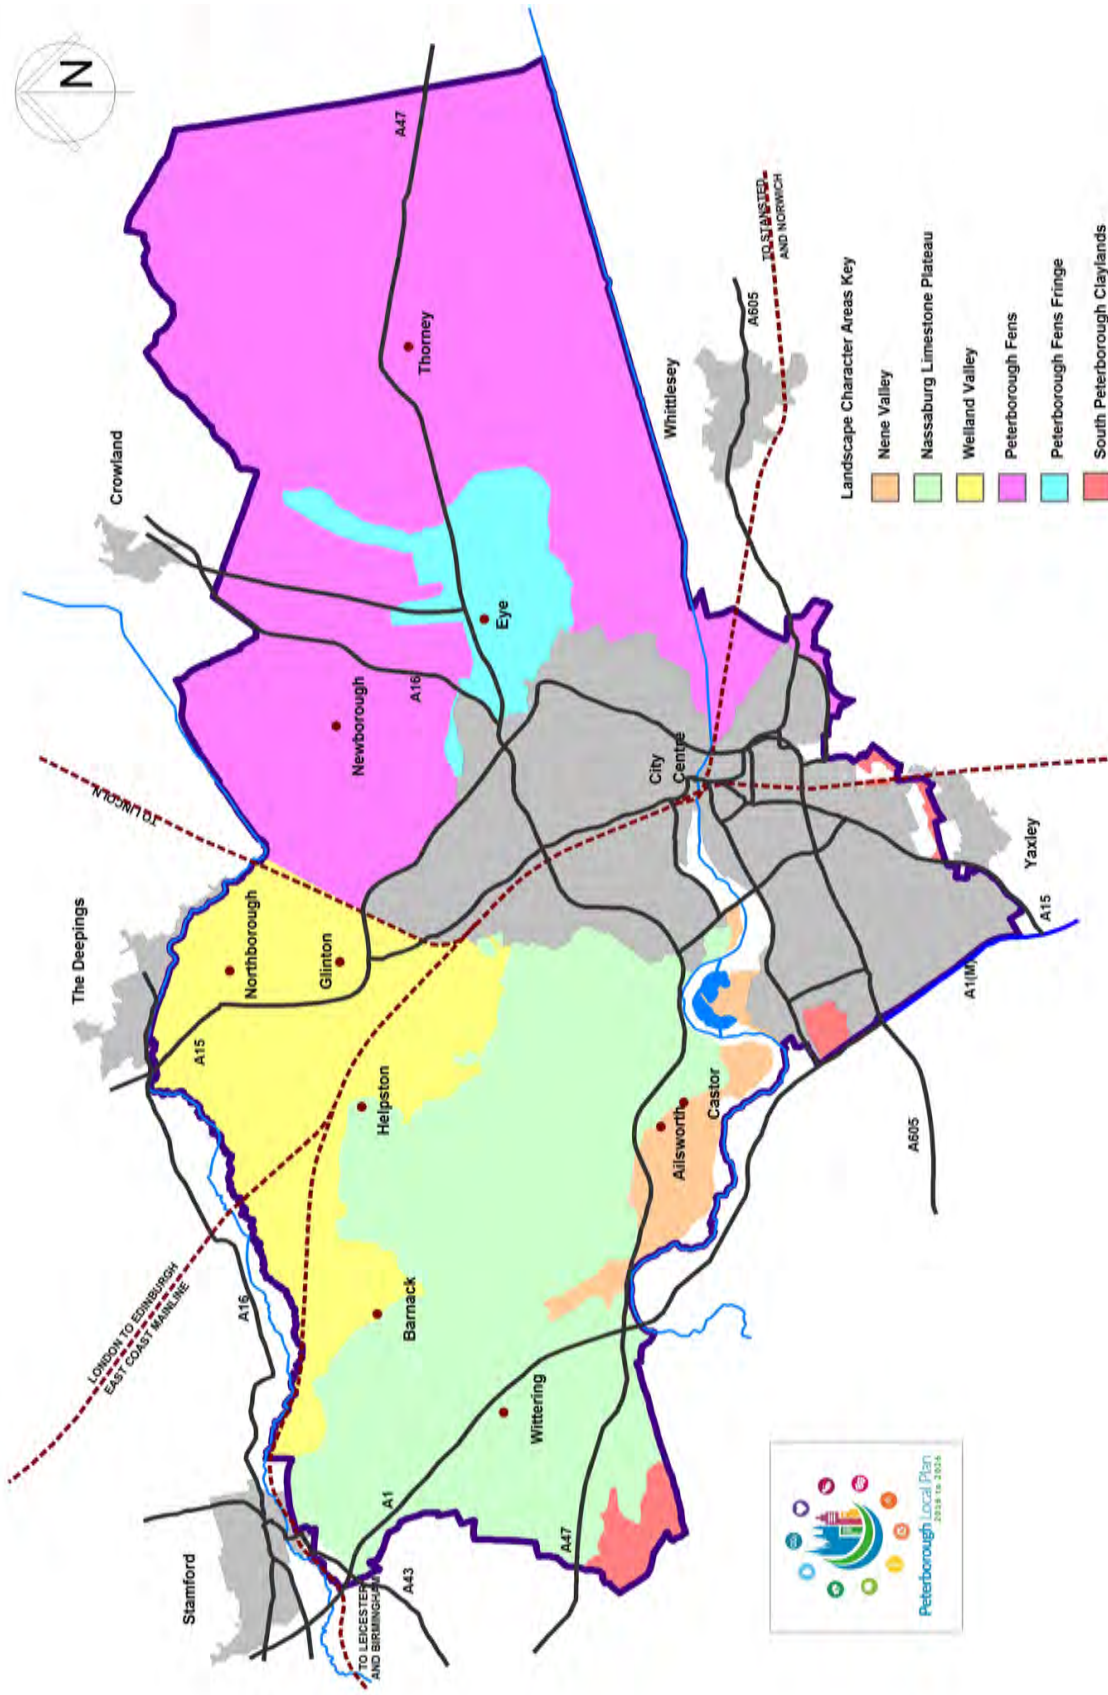 N
LONDON TO EDINBURGH
EAST COAST MAINLINE
TO LINCOLN
The Deepings
Crowland
Stamford
A16
A15
Northborough
Glinton
Newborough
A16
A47
Thorney
Eye
Helpston
Barnack
Wittering
A1
A43
A47
TO LEICESTER
AND BIRMINGHAM
Ailsworth
Castor
City
Centre
Whittlesey
A605
TO STANSTED
AND NORWICH
A605
A1(M)
A15
Yaxley
Landscape Character Areas Key
Nene Valley
Nassaburg Limestone Plateau
Welland Valley
Peterborough Fens
Peterborough Fens Fringe
South Peterborough Claylands
Peterborough Local Plan
2016 to 2036